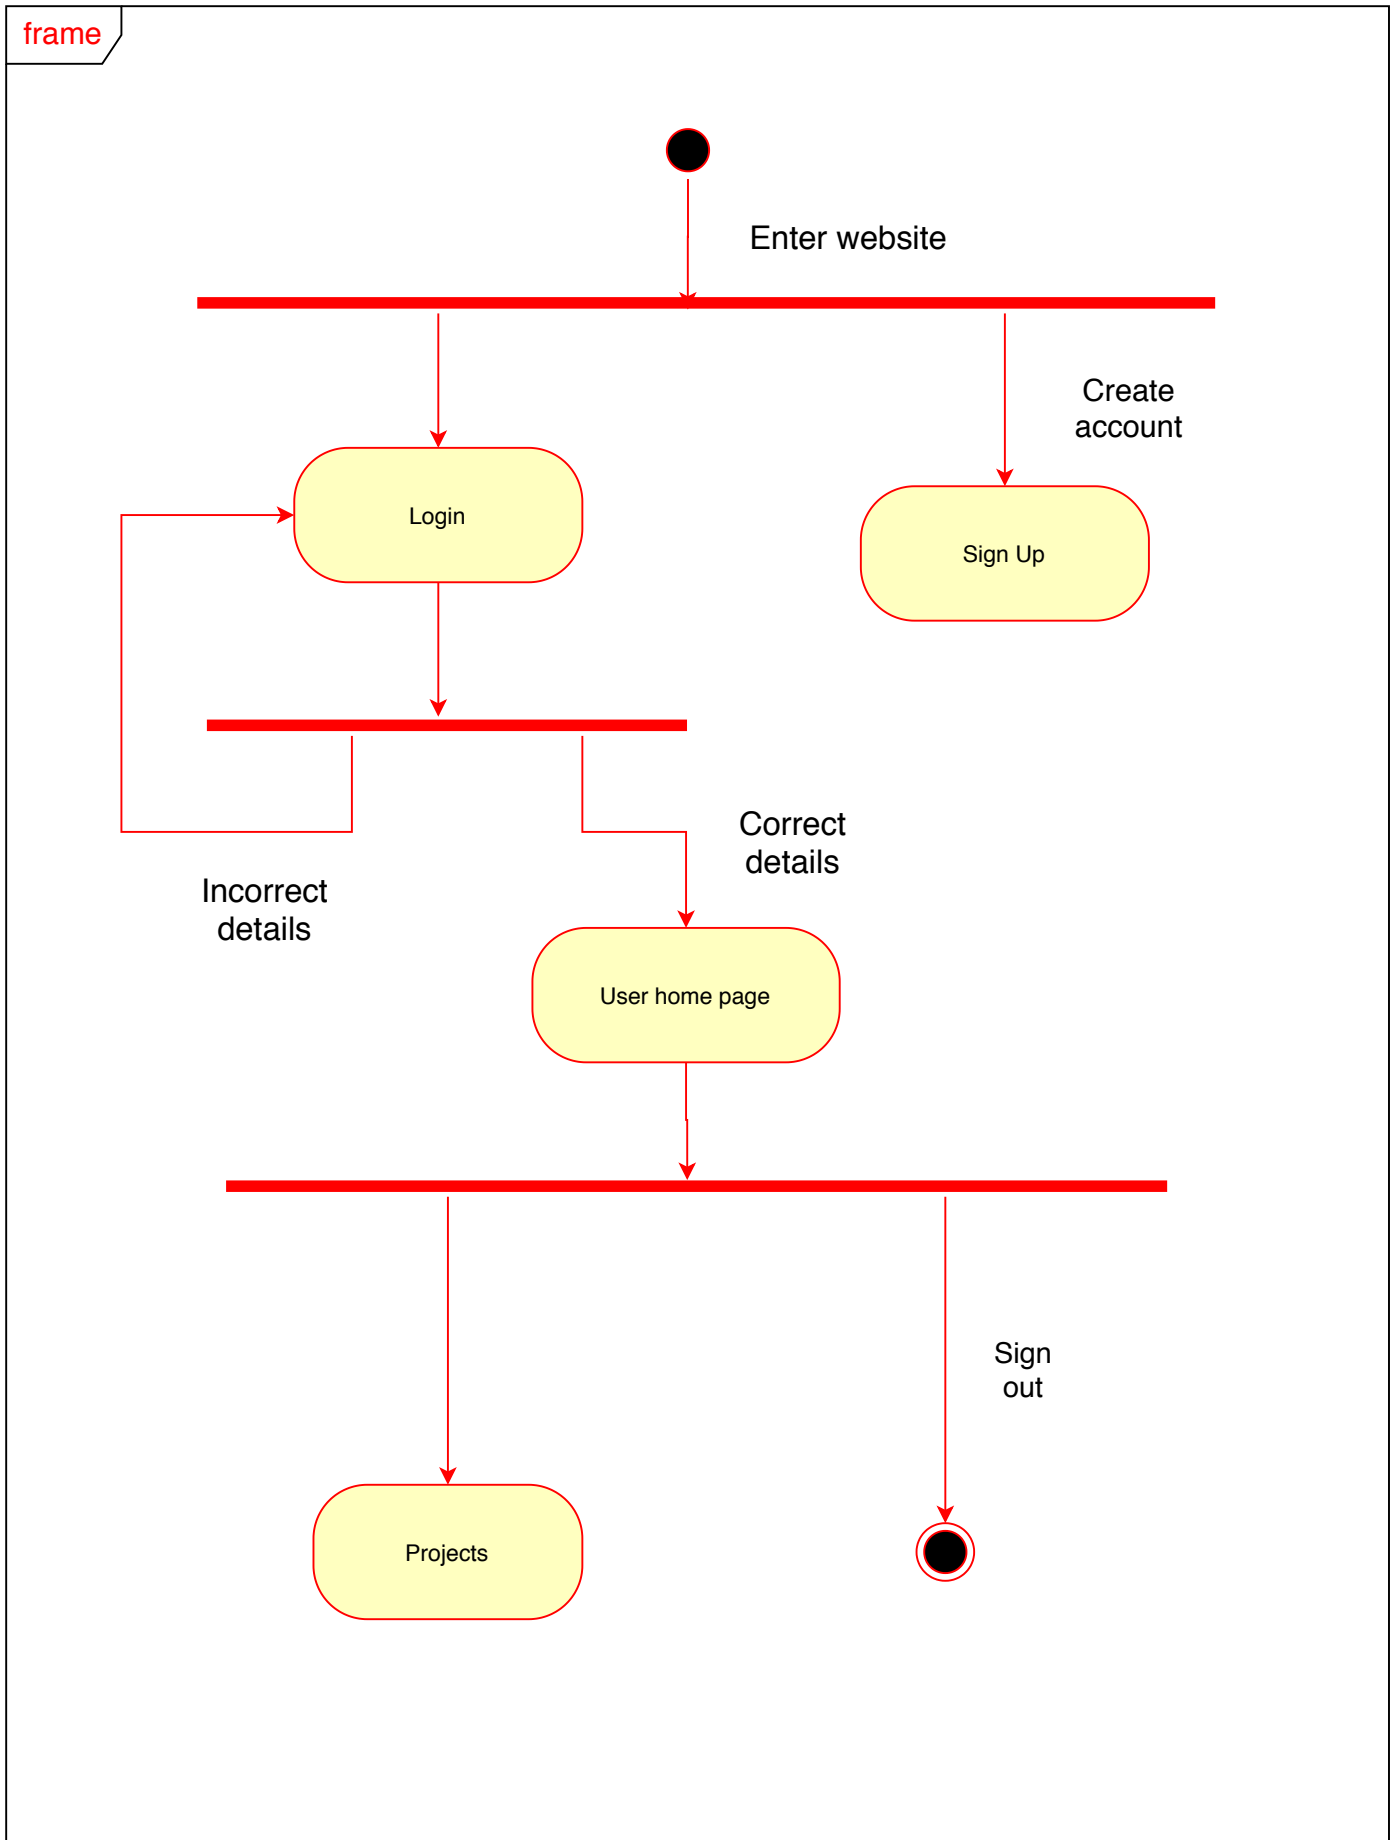 frame
Enter website
Create
account
Login
Sign Up
Correct
details
Incorrect
details
User home page
Sign
out
Projects